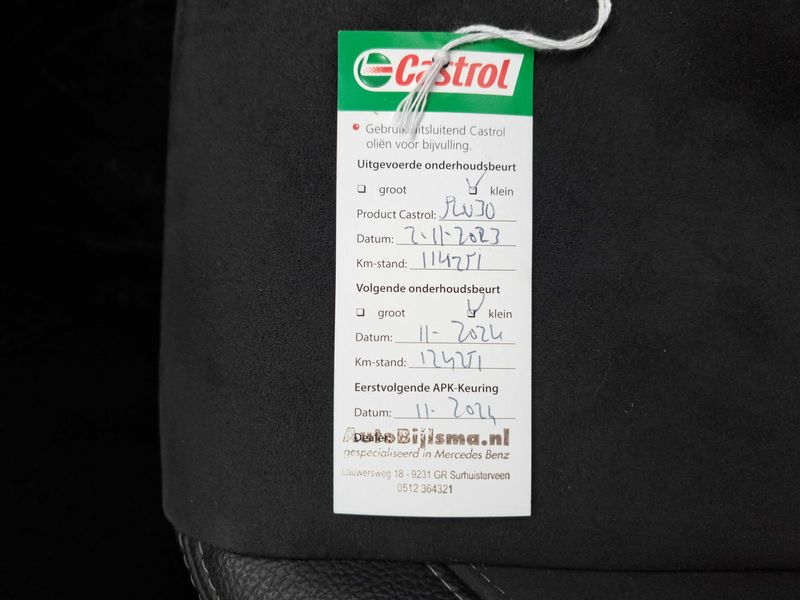 Castrol
Gebruik uitsluitend Castrol
oliën voor bijvulling.
Uitgevoerde onderhoudsbeurt
groot klein
Product Castrol: 5W30
Datum: 2-11-2023
Km-stand: 114251
Volgende onderhoudsbeurt
groot klein
Datum: 11-2024
Km-stand: 124251
Eerstvolgende APK-Keuring
Datum: 11-2024
Dealer: AutoBijlsma.nl
gespecialiseerd in Mercedes Benz
Lauwersweg 18 - 9231 GR Surhuisterveen
0512 364321